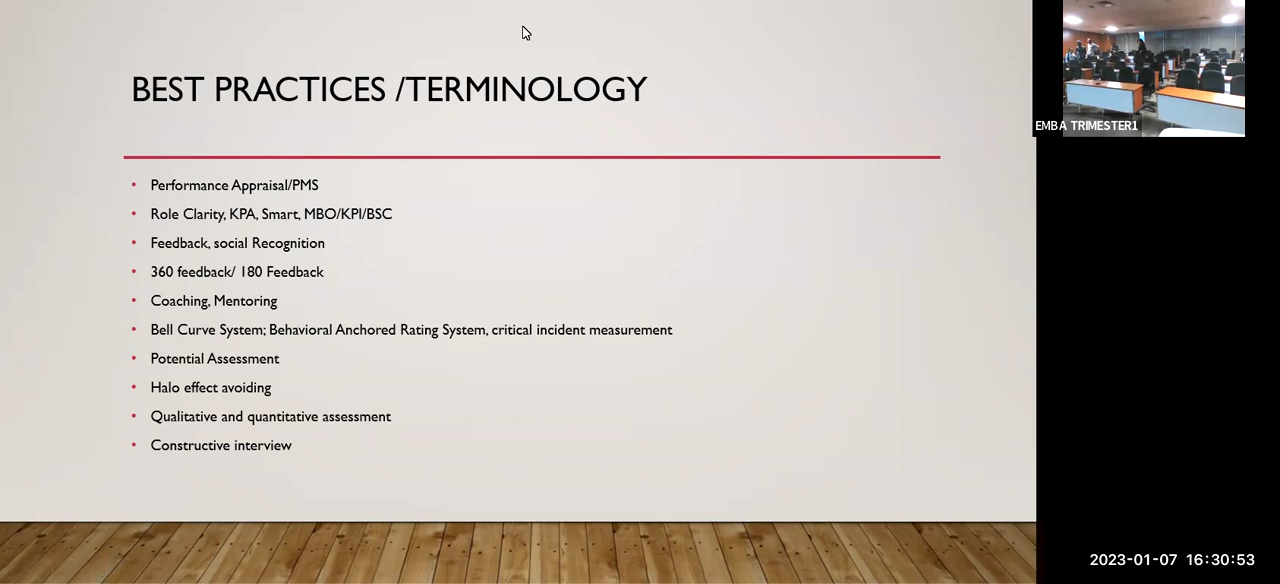 BEST PRACTICES /TERMINOLOGY
• Performance Appraisal/PMS
• Role Clarity, KPA, Smart, MBO/KPI/BSC
• Feedback, social Recognition
• 360 feedback/ 180 Feedback
• Coaching, Mentoring
• Bell Curve System; Behavioral Anchored Rating System, critical incident measurement
• Potential Assessment
• Halo effect avoiding
• Qualitative and quantitative assessment
• Constructive interview
EMBA TRIMESTER1
2023-01-07 16:30:53